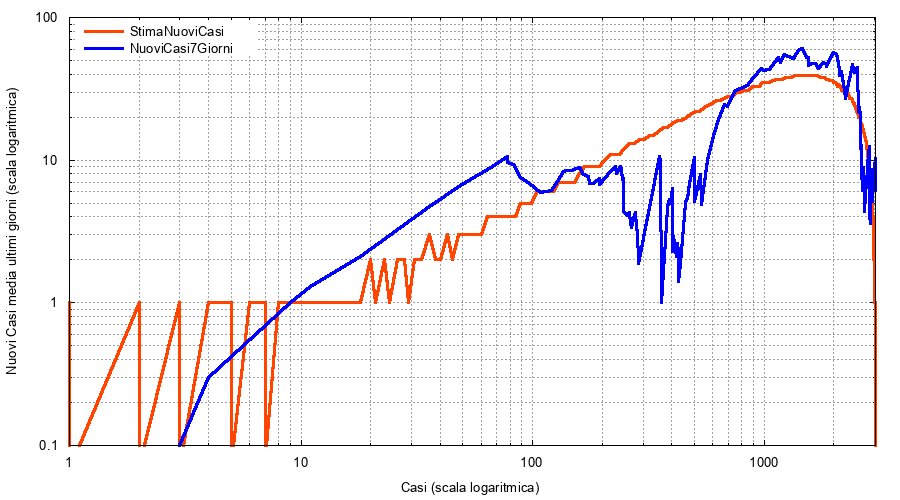 100
10
1
0.1
Nuovi Casi media ultimi giorni (scala logaritmica)
StimaNuoviCasi
NuoviCasi7Giorni
1
10
100
1000
Casi (scala logaritmica)